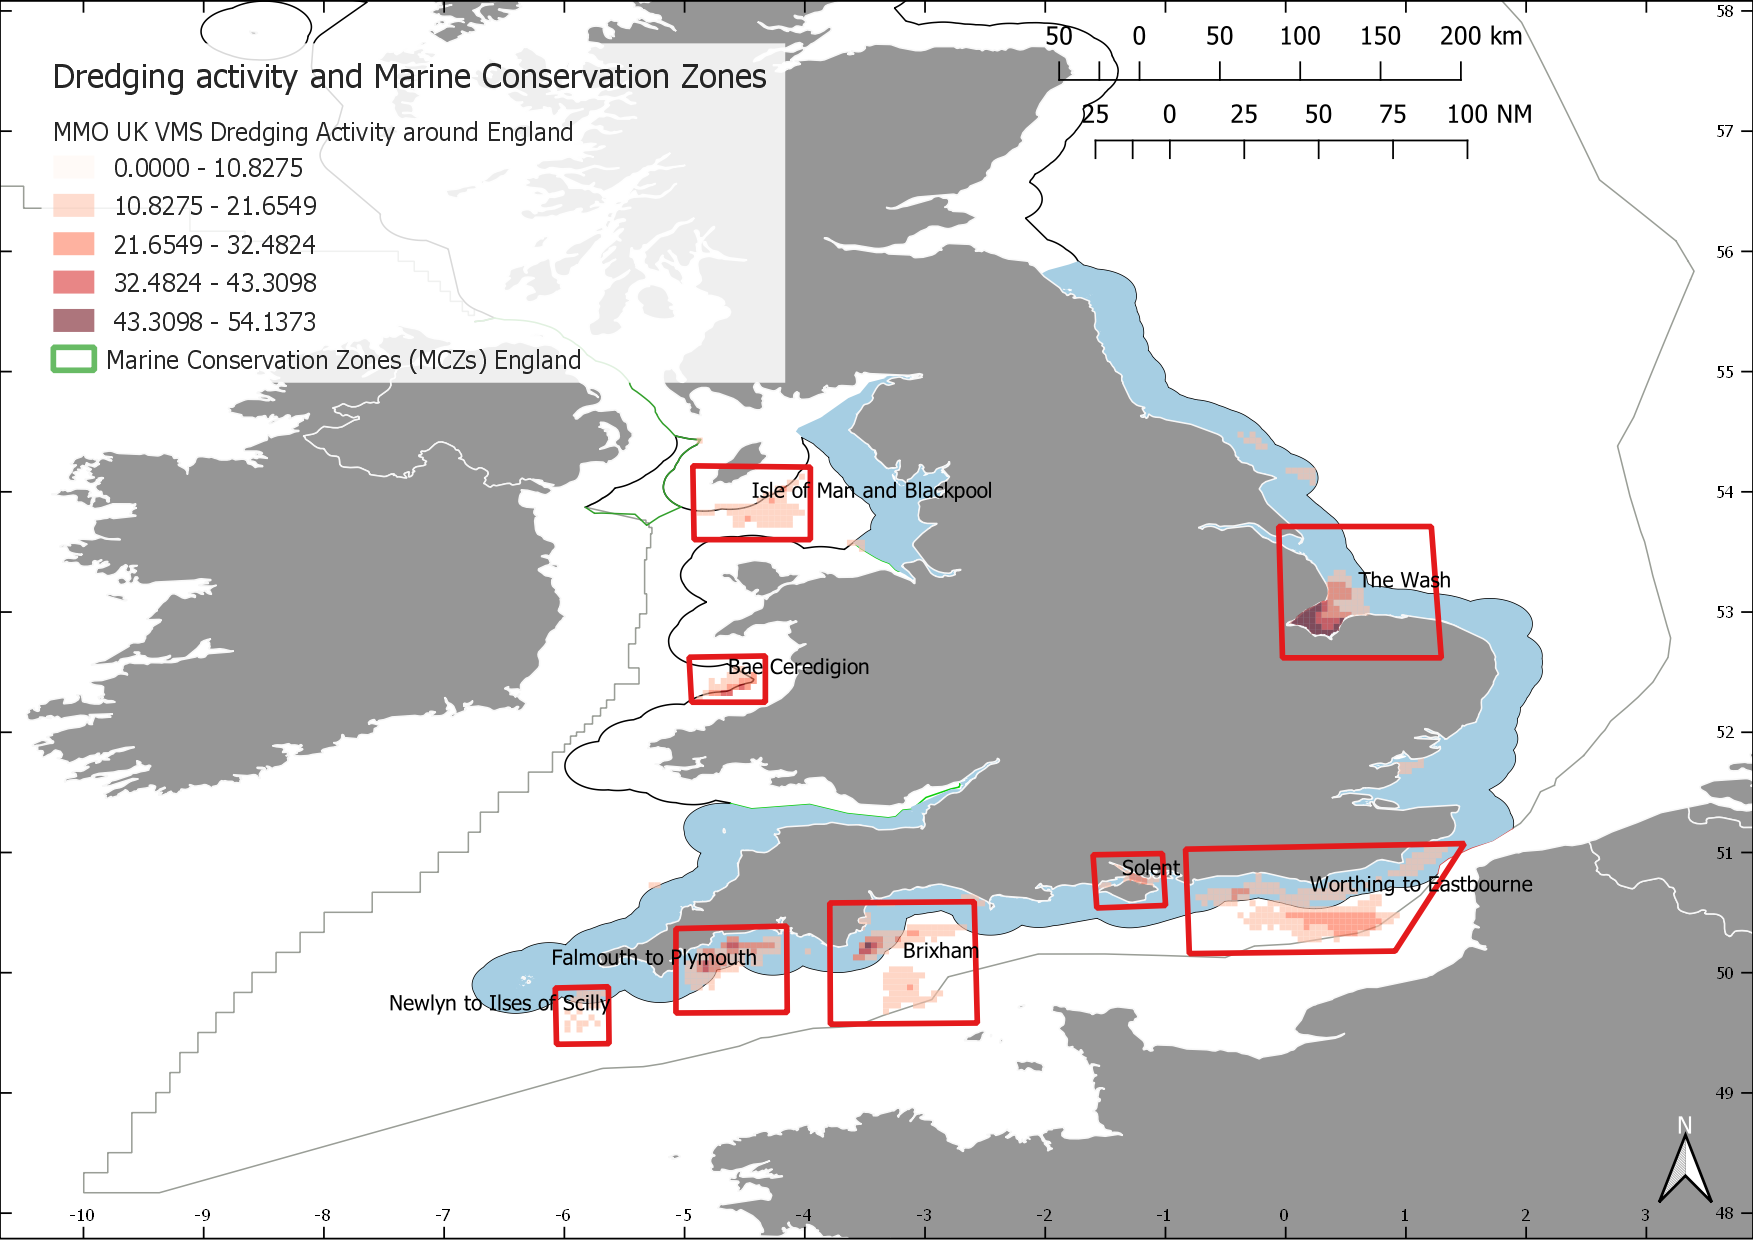 50 0 50 100 150 200 km
Dredging activity and Marine Conservation Zones
25 0 25 50 75 100 NM
MMO UK VMS Dredging Activity around England
0.0000 - 10.8275
10.8275 - 21.6549
21.6549 - 32.4824
32.4824 - 43.3098
43.3098 - 54.1373
Marine Conservation Zones (MCZs) England
Isle of Man and Blackpool
The Wash
Bae Ceredigion
Solent
Worthing to Eastbourne
Brixham
Falmouth to Plymouth
Newlyn to Ilses of Scilly
58
57
56
55
54
53
52
51
50
49
48
N
-10 -9 -8 -7 -6 -5 -4 -3 -2 -1 0 1 2 3